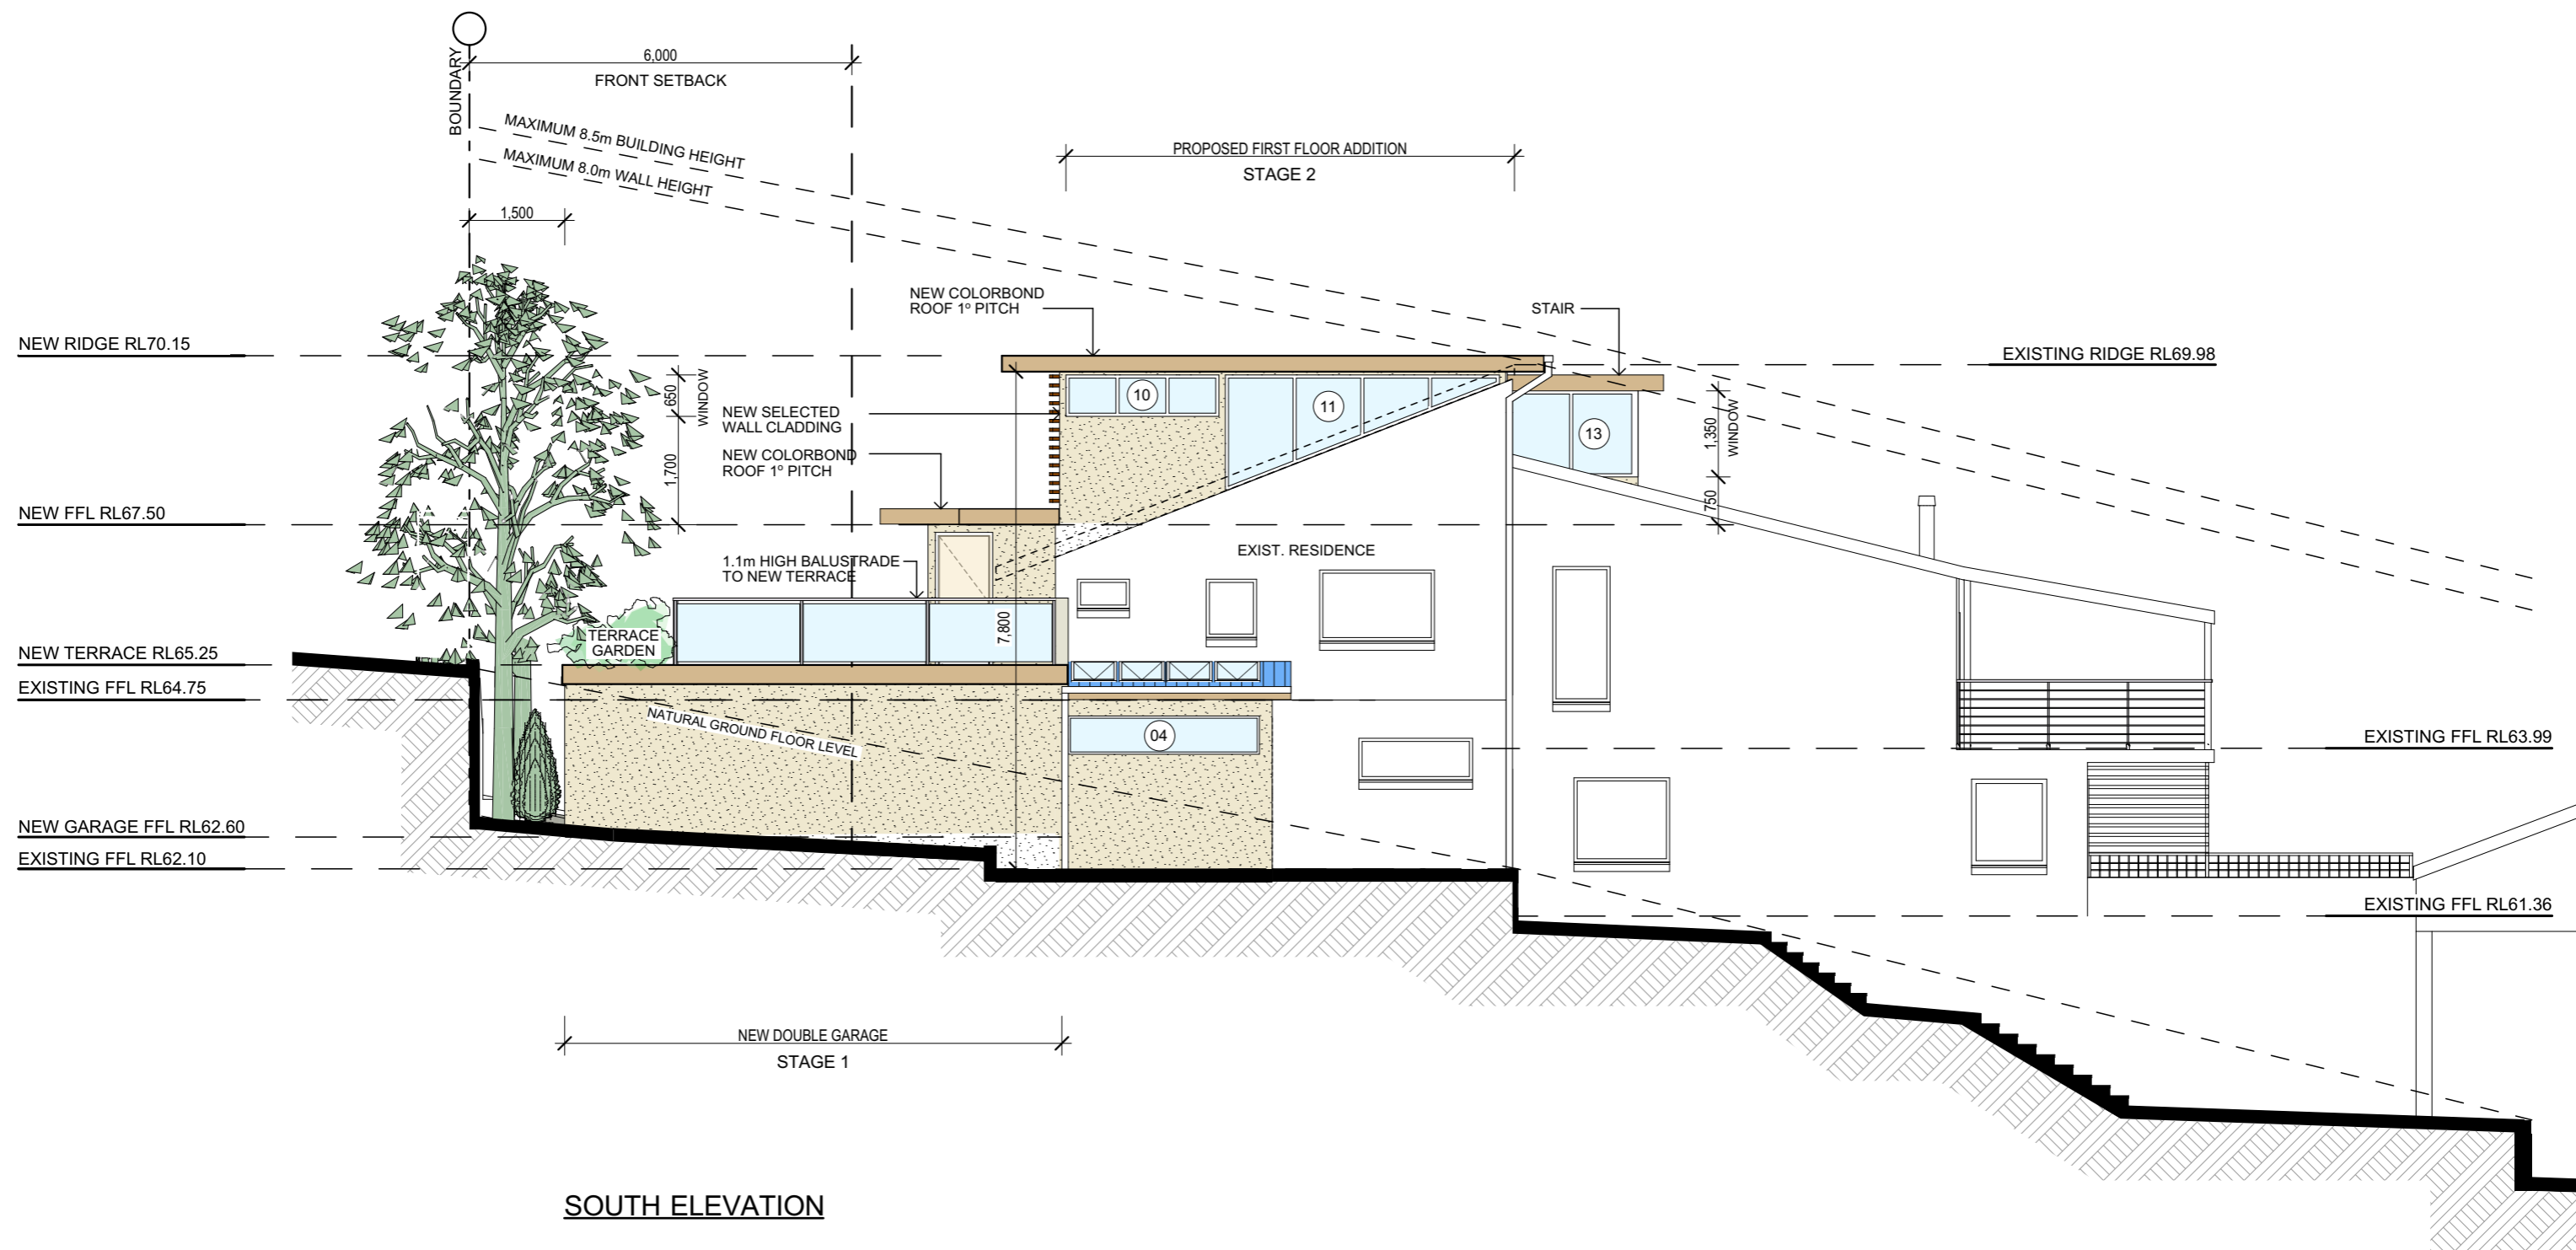 BOUNDARY
6,000
FRONT SETBACK
MAXIMUM 8.5m BUILDING HEIGHT
MAXIMUM 8.0m WALL HEIGHT
1,500
PROPOSED FIRST FLOOR ADDITION
STAGE 2
NEW COLORBOND
ROOF 1º PITCH
STAIR
NEW RIDGE RL70.15
EXISTING RIDGE RL69.98
650
WINDOW
10
11
13
1,350
WINDOW
NEW SELECTED
WALL CLADDING
NEW COLORBOND
ROOF 1º PITCH
1,700
750
NEW FFL RL67.50
EXIST. RESIDENCE
1.1m HIGH BALUSTRADE
TO NEW TERRACE
7,800
TERRACE
GARDEN
NEW TERRACE RL65.25
EXISTING FFL RL64.75
NATURAL GROUND FLOOR LEVEL
04
EXISTING FFL RL63.99
NEW GARAGE FFL RL62.60
EXISTING FFL RL62.10
EXISTING FFL RL61.36
NEW DOUBLE GARAGE
STAGE 1
SOUTH ELEVATION